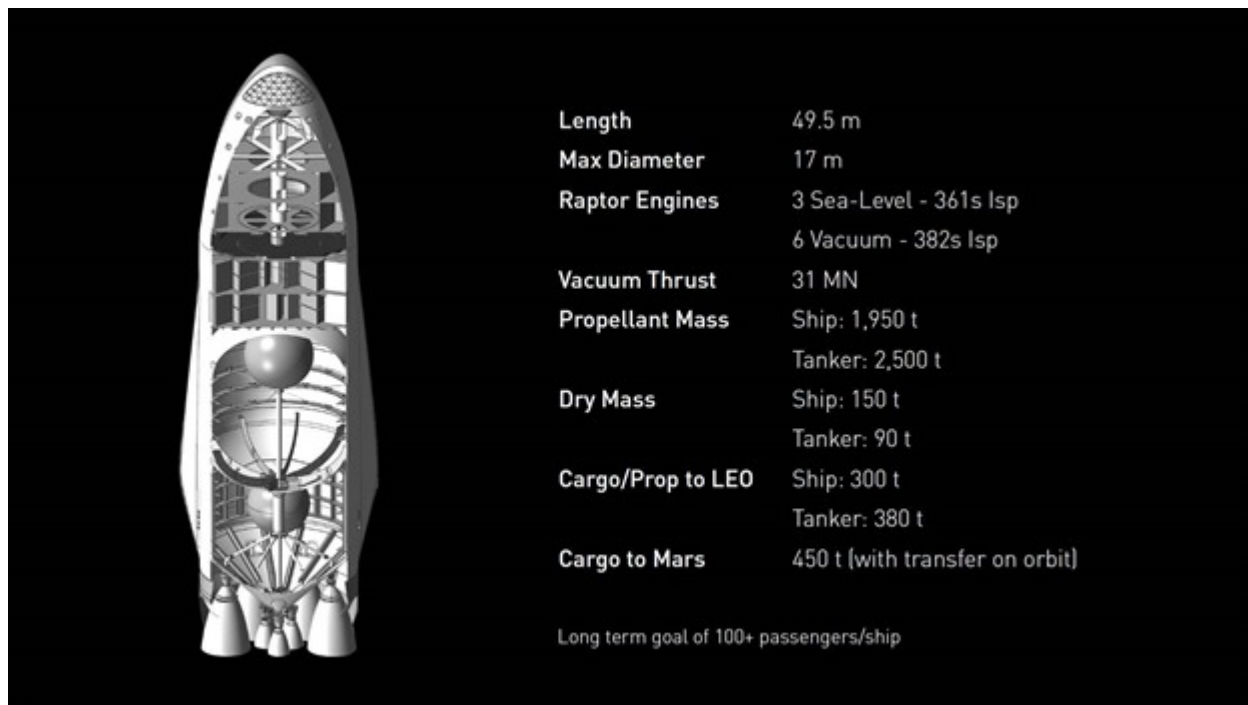 Length 49.5 m
Max Diameter 17 m
Raptor Engines 3 Sea-Level - 361s Isp
6 Vacuum - 382s Isp
Vacuum Thrust 31 MN
Propellant Mass Ship: 1,950 t
Tanker: 2,500 t
Dry Mass Ship: 150 t
Tanker: 90 t
Cargo/Prop to LEO Ship: 300 t
Tanker: 380 t
Cargo to Mars 450 t (with transfer on orbit)
Long term goal of 100+ passengers/ship